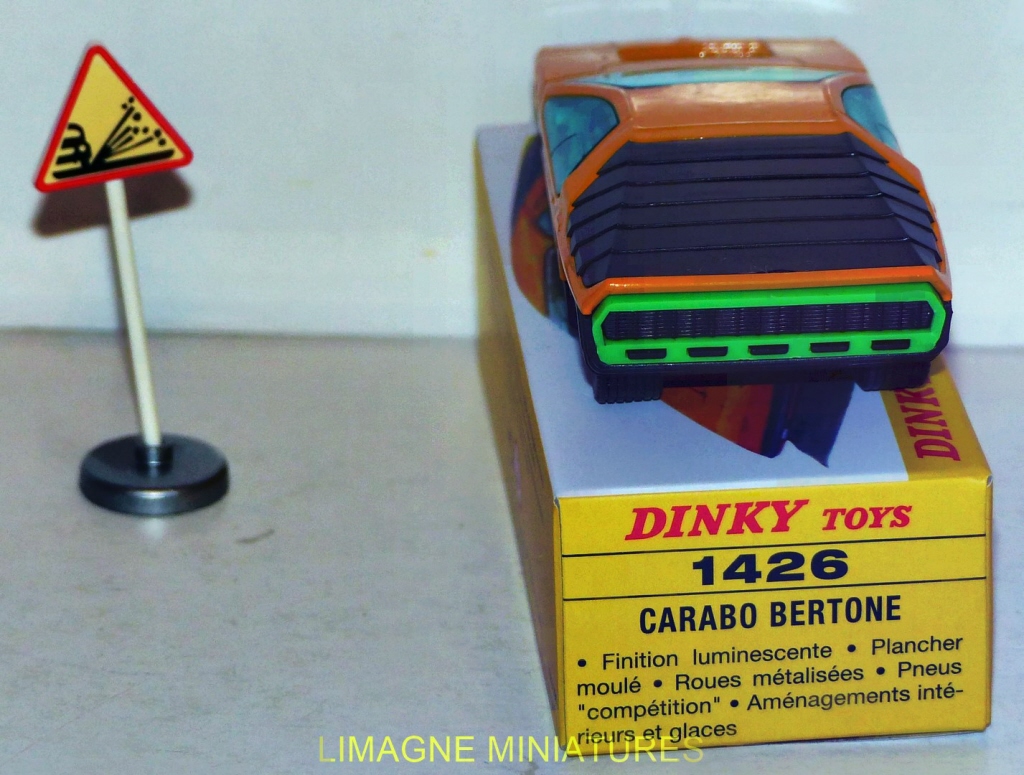 DINKY
DINKY TOYS
1426
CARABO BERTONE
• Finition luminescente • Plancher
moulé • Roues métalisées • Pneus
"compétition" • Aménagements inté-
rieurs et glaces
LIMAGNE MINIATURES